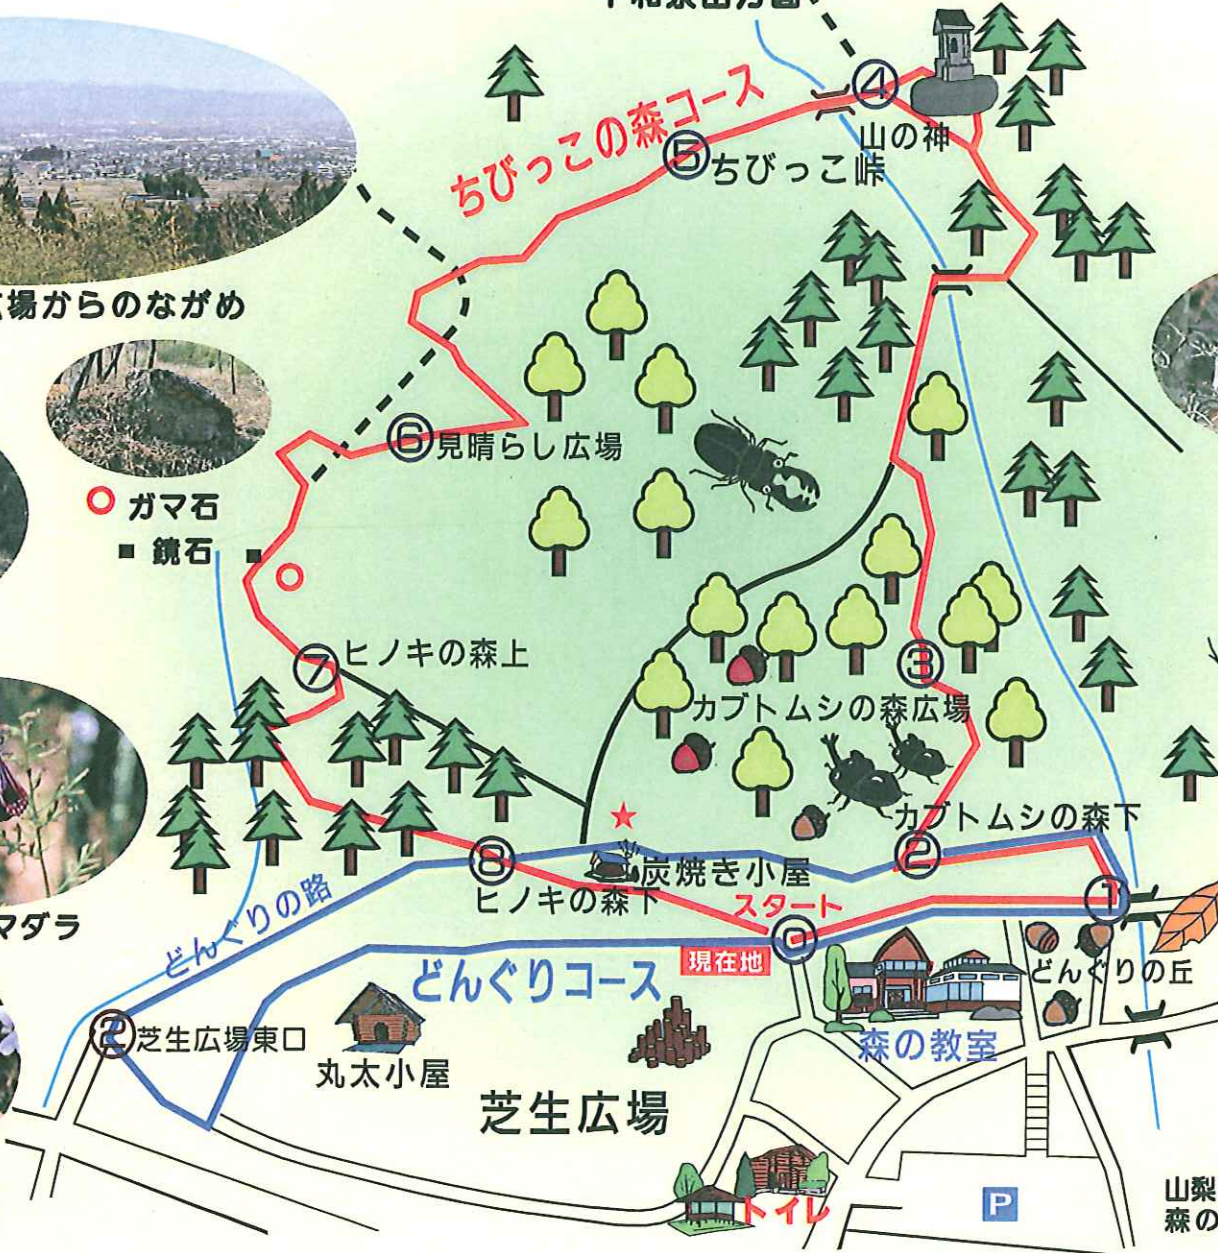 ④
山の神
ちびっこの森コース
⑤ちびっこ峠
場からのながめ
⑥見晴らし広場
○ ガマ石
■ 鏡石
⑦ヒノキの森上
③
カブトムシの森広場
カブトムシの森下
②
⑧
炭焼き小屋
ヒノキの森下
スタート
①
マダラ
どんぐりの路
⓪
現在地
どんぐりコース
どんぐりの丘
②芝生広場東口
丸太小屋
森の教室
芝生広場
トイレ
P
山梨
森の